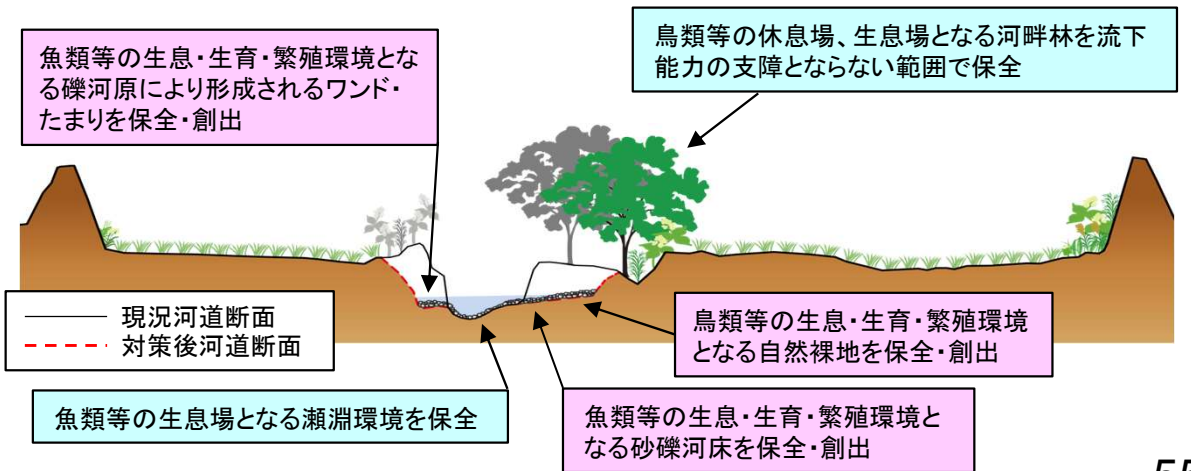 魚類等の生息・生育・繁殖環境とな
る礫河原により形成されるワンド・
たまりを保全・創出
鳥類等の休息場、生息場となる河畔林を流下
能力の支障とならない範囲で保全
現況河道断面
対策後河道断面
鳥類等の生息・生育・繁殖環境
となる自然裸地を保全・創出
魚類等の生息場となる瀬淵環境を保全
魚類等の生息・生育・繁殖環境と
なる砂礫河床を保全・創出